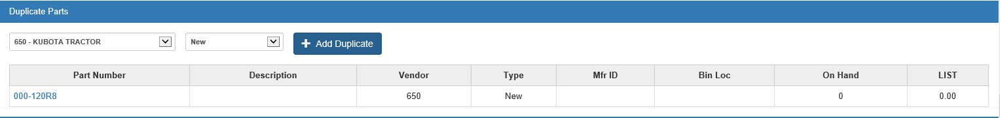 Duplicate Parts
650 - KUBOTA TRACTOR New Add Duplicate
Part Number Description Vendor Type Mfr ID Bin Loc On Hand LIST
000-120R8 650 New 0 0.00